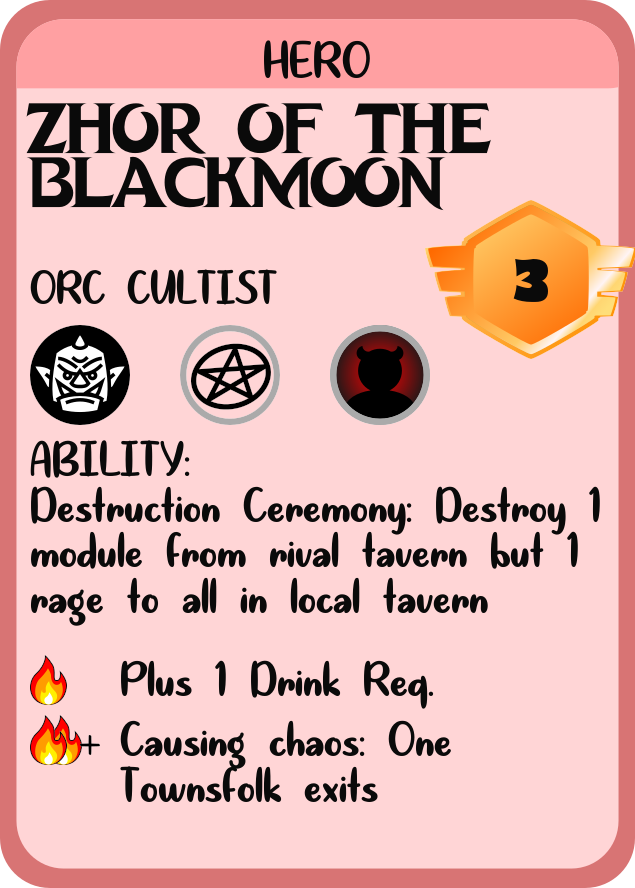 HERO
ZHOR OF THE
BLACKMOON
3
ORC CULTIST
ABILITY:
Destruction Ceremony: Destroy 1
module from rival tavern but 1
rage to all in local tavern
Plus 1 Drink Req.
+ Causing chaos: One
Townsfolk exits